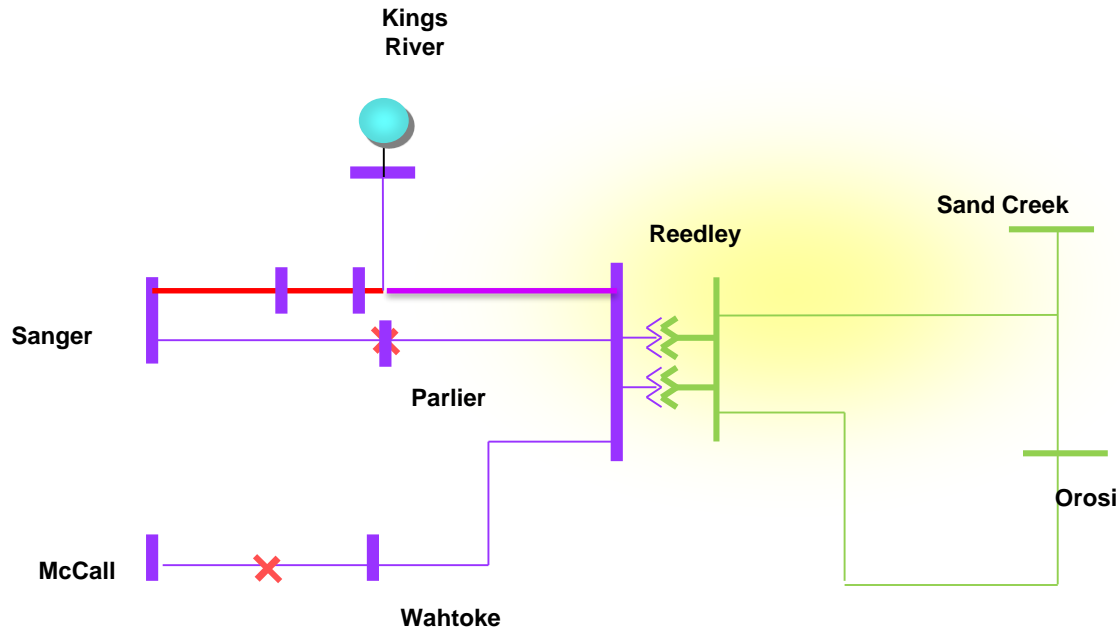 Kings
River
Sand Creek
Reedley
Sanger
Parlier
Orosi
McCall
Wahtoke